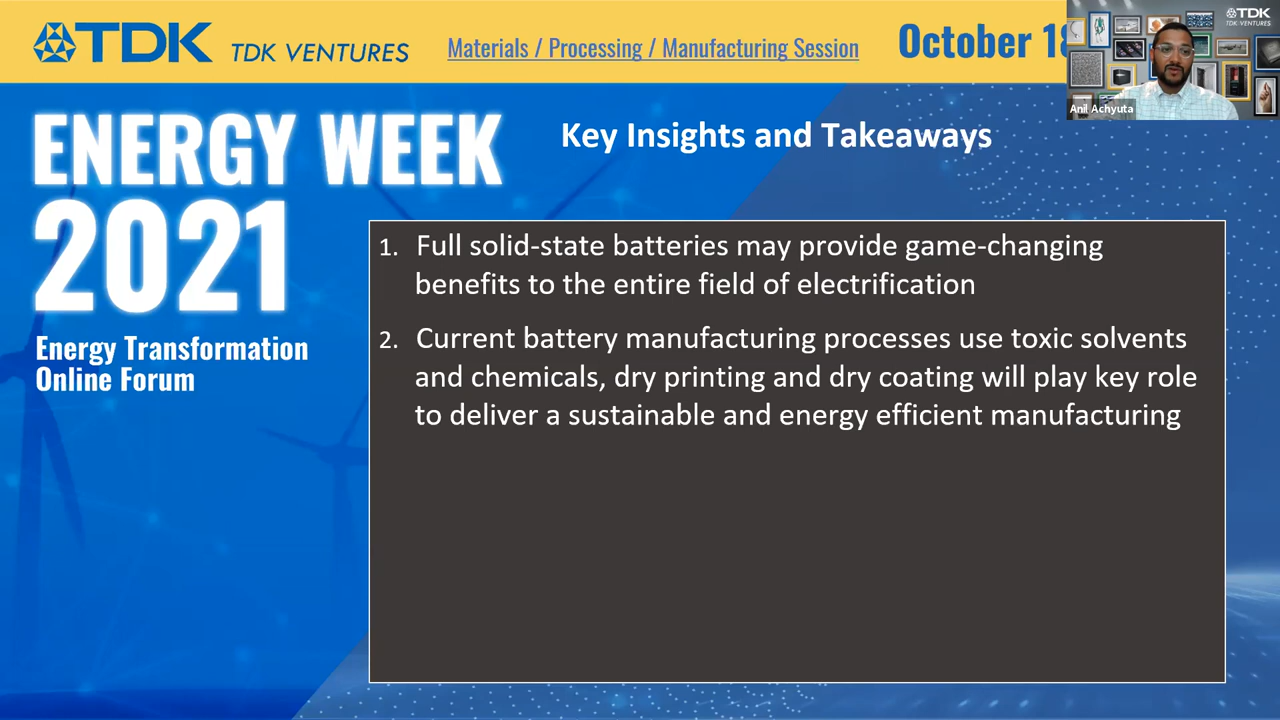 TDK TDK VENTURES
Materials / Processing / Manufacturing Session
October 18
TDK
TDK VENTURES
Anil Achyuta
ENERGY WEEK
2021
Energy Transformation
Online Forum
Key Insights and Takeaways
1. Full solid-state batteries may provide game-changing
benefits to the entire field of electrification
2. Current battery manufacturing processes use toxic solvents
and chemicals, dry printing and dry coating will play key role
to deliver a sustainable and energy efficient manufacturing